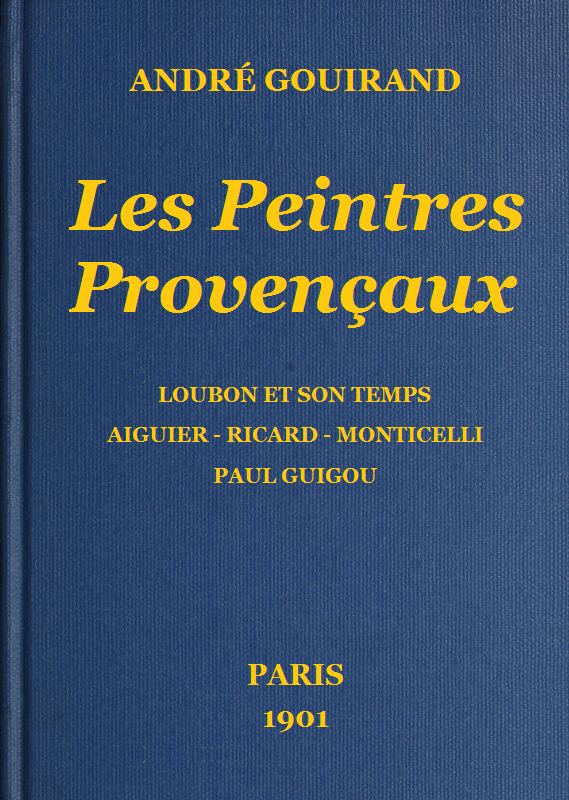 ANDRÉ GOUIRAND
Les Peintres
Provençaux
LOUBON ET SON TEMPS
AIGUIER - RICARD - MONTICELLI
PAUL GUIGOU
PARIS
1901